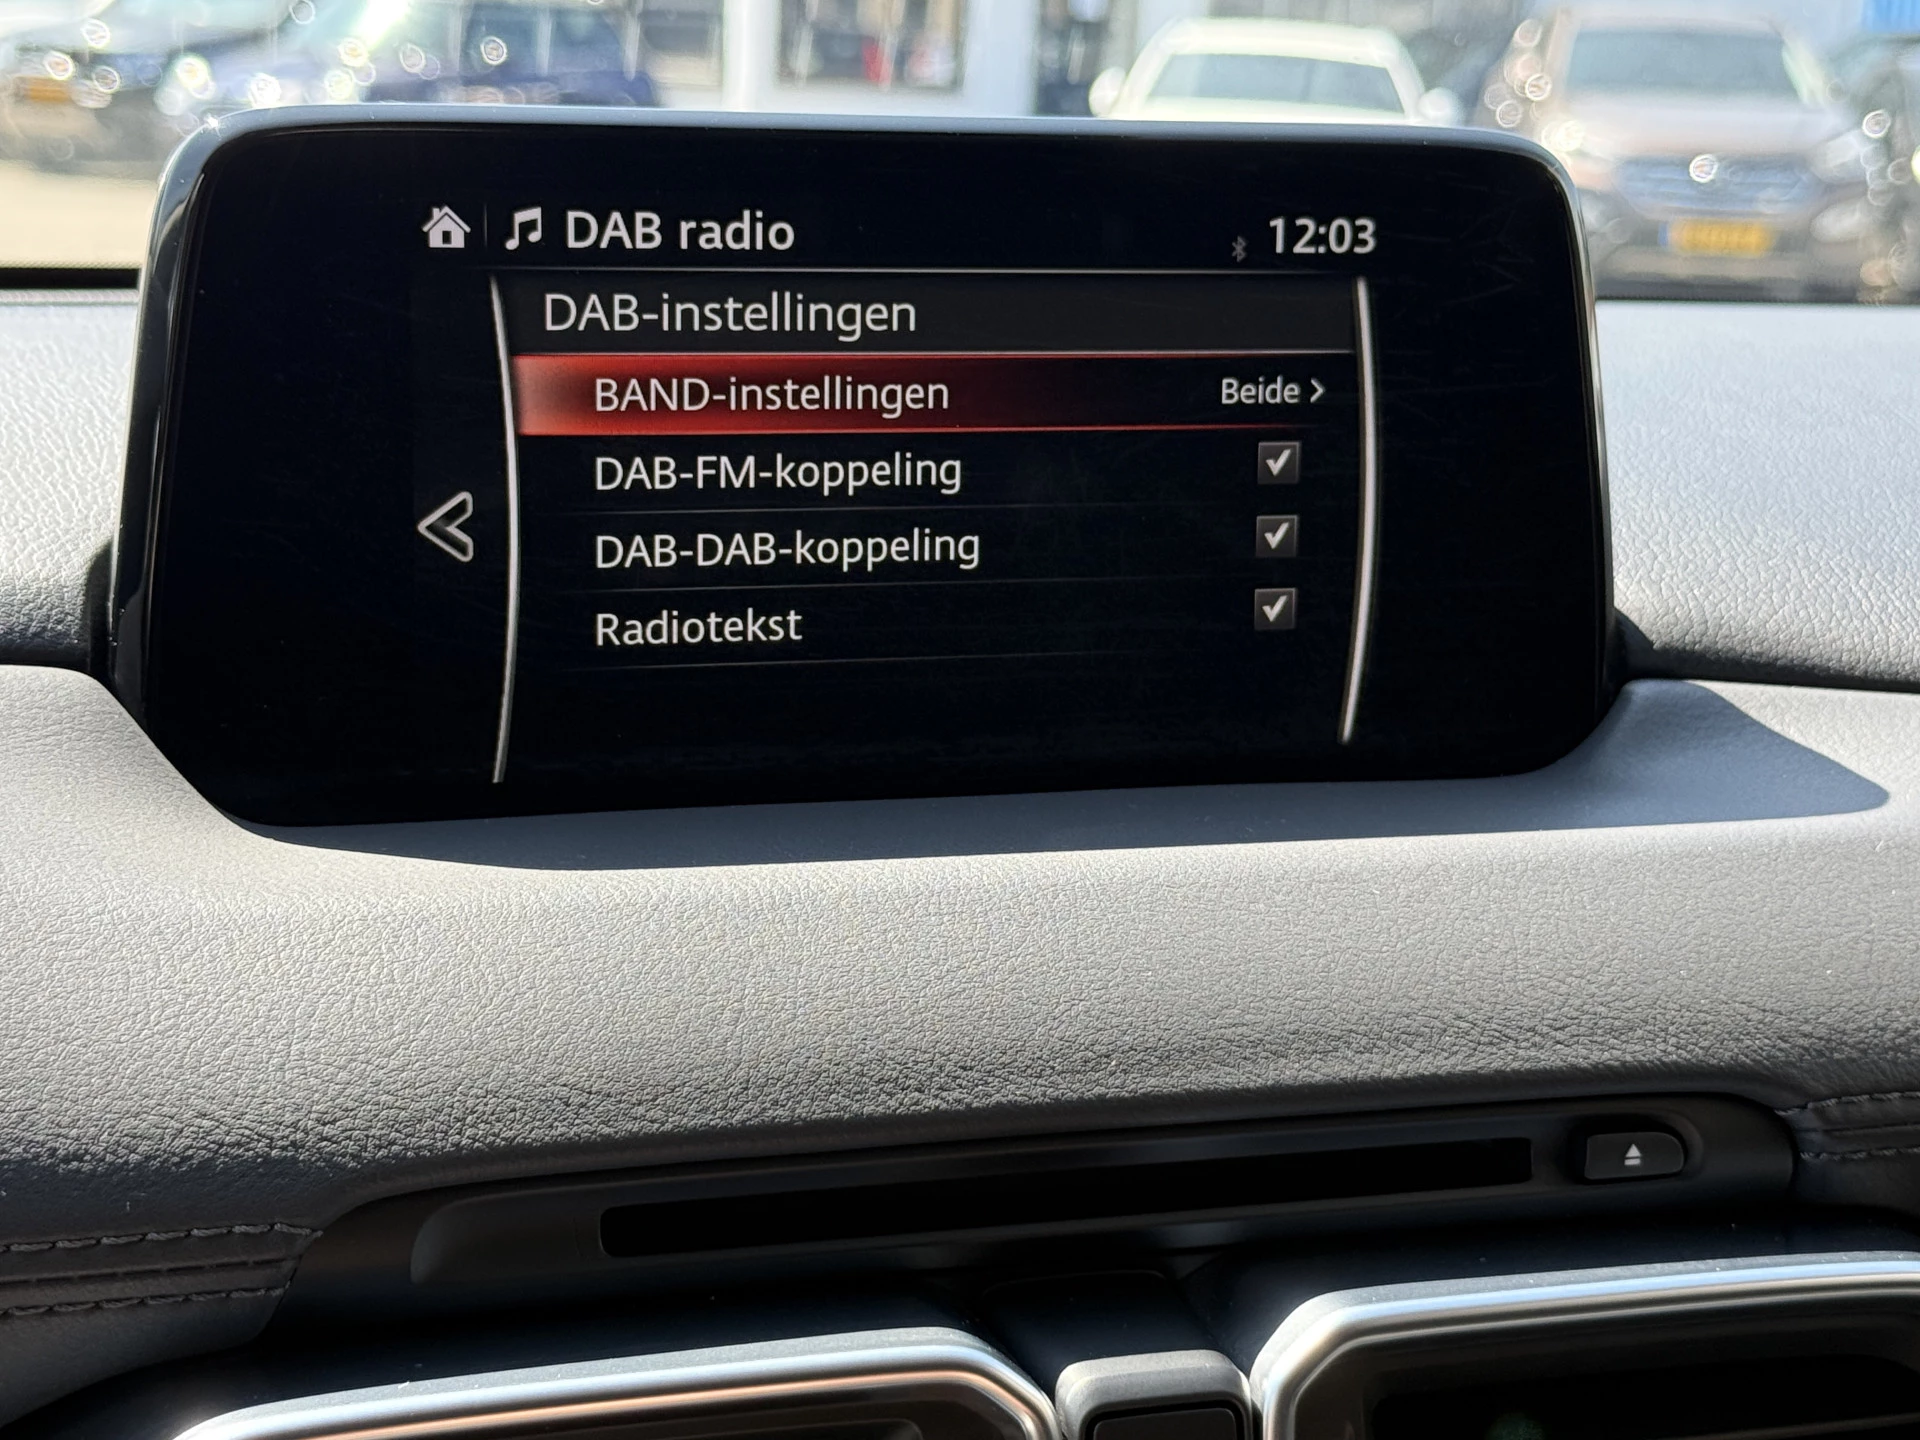 DAB radio
12:03
DAB-instellingen
BAND-instellingen
Beide >
DAB-FM-koppeling
DAB-DAB-koppeling
Radiotekst